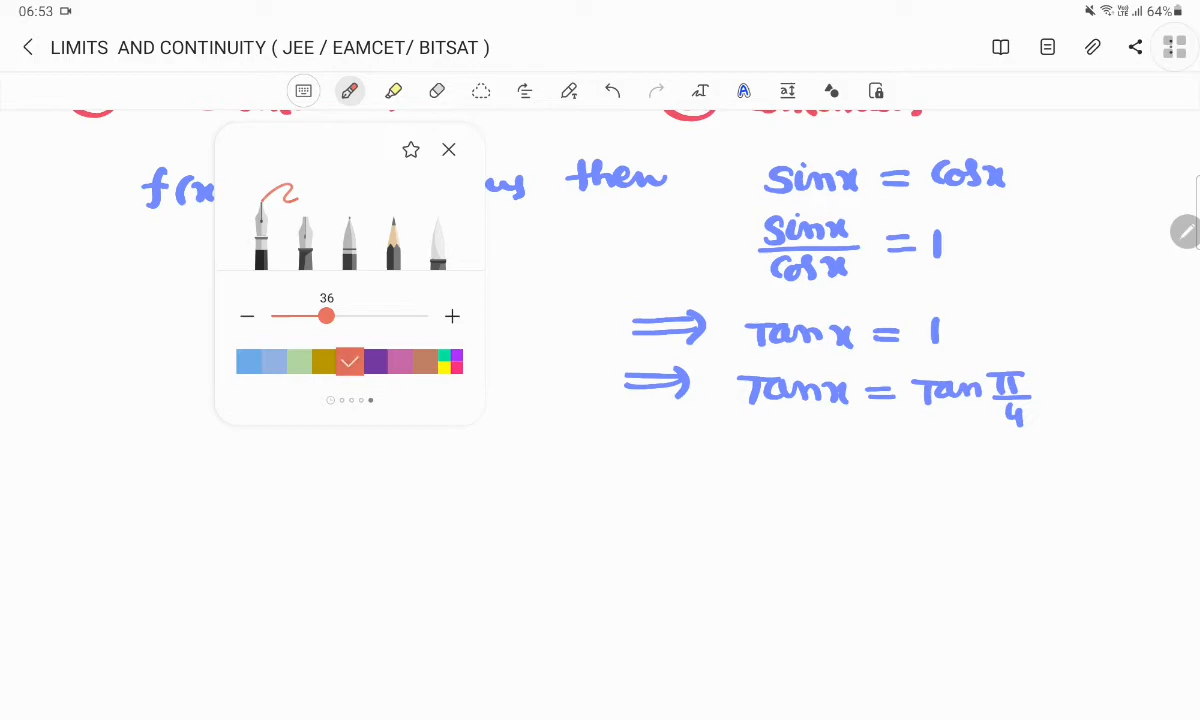 06:53
64%
LIMITS AND CONTINUITY ( JEE / EAMCET/ BITSAT )
f(x then sinx = cosx
sinx/cosx = 1
36
⟹ Tanx = 1
⟹ Tanx = Tan π/4